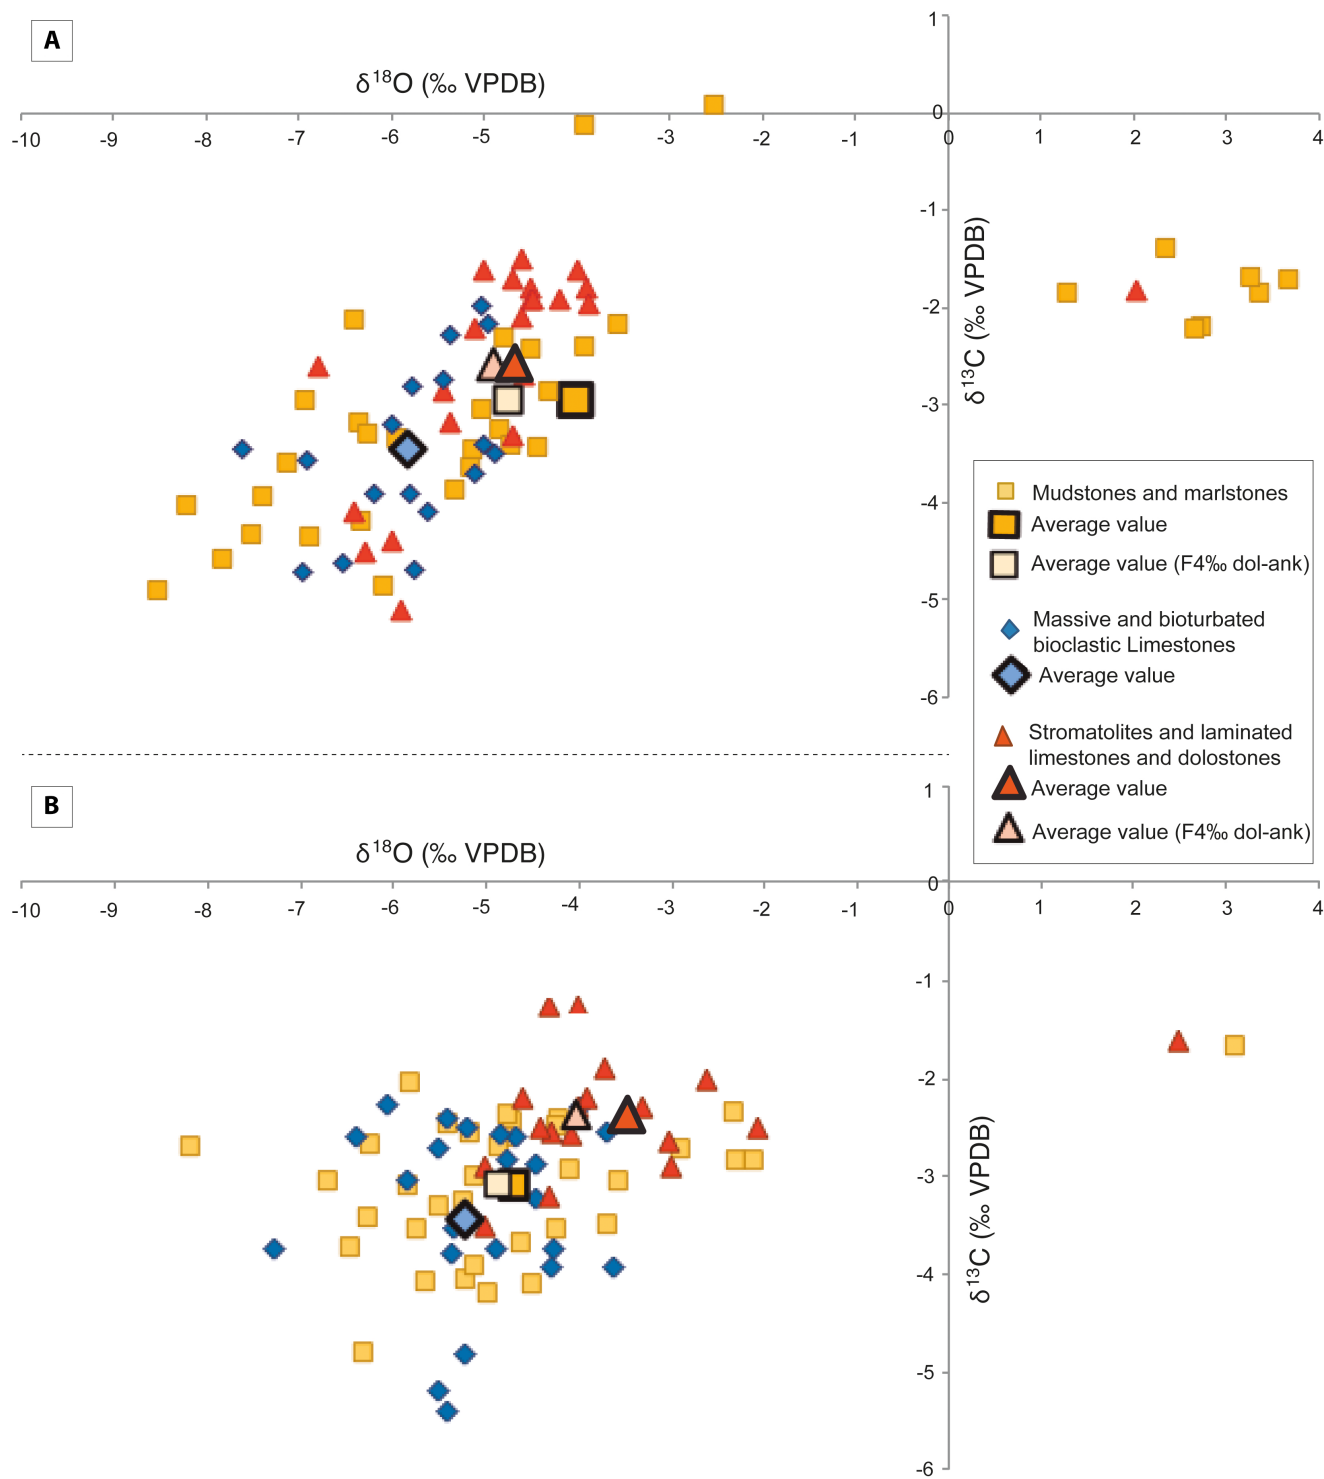 A
δ¹⁸O (‰ VPDB)
1
0
-10 -9 -8 -7 -6 -5 -3 -2 -1 0 1 2 3 4
-1
-2
-3
-4
-5
-6
δ¹³C (‰ VPDB)
Mudstones and marlstones
Average value
Average value (F4‰ dol-ank)
Massive and bioturbated
bioclastic Limestones
Average value
Stromatolites and laminated
limestones and dolostones
Average value
Average value (F4‰ dol-ank)
B
δ¹⁸O (‰ VPDB)
1
0
-10 -9 -8 -7 -6 -5 -4 -3 -2 -1 0 1 2 3 4
-1
-2
-3
-4
-5
-6
δ¹³C (‰ VPDB)